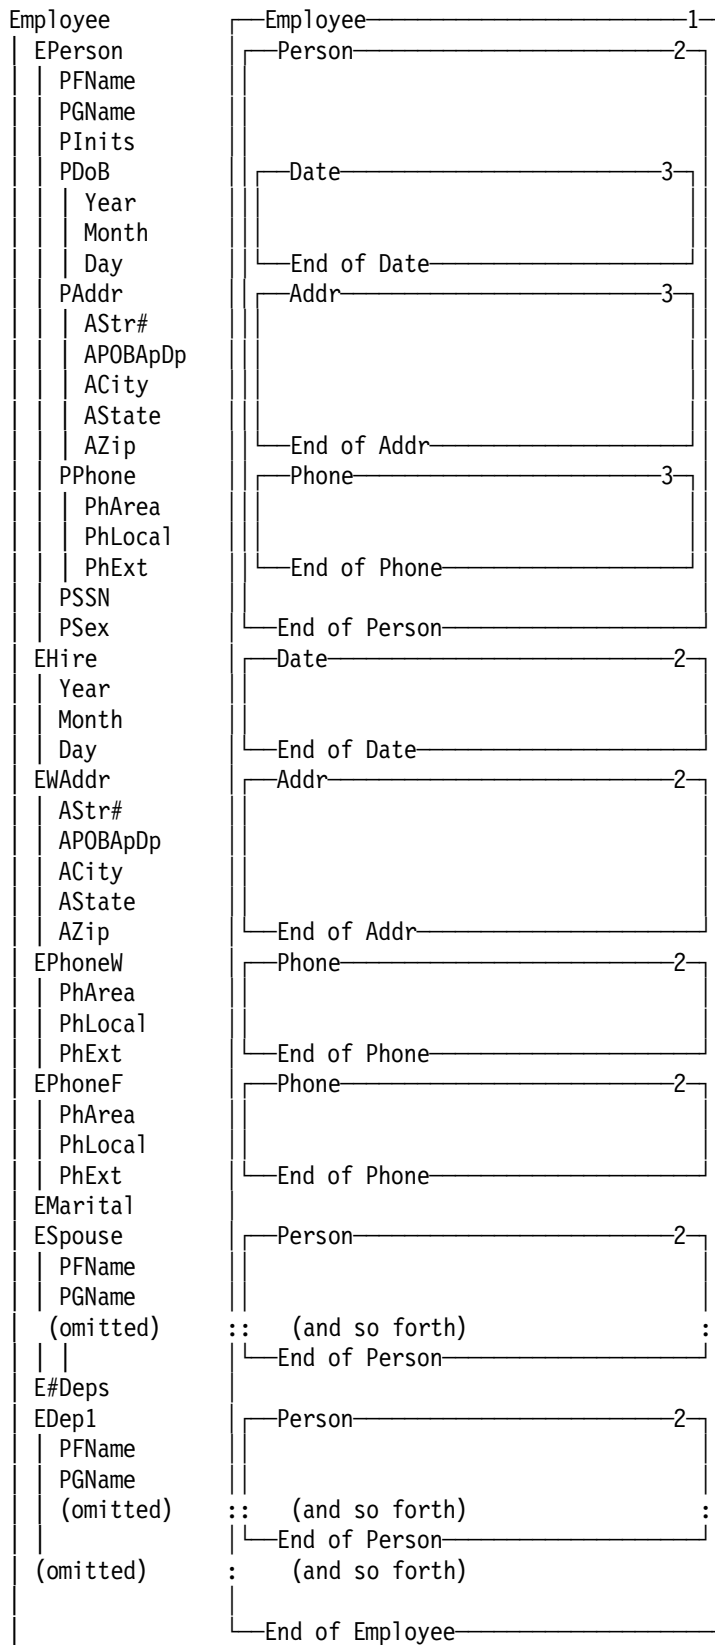 Employee Employee 1
EPerson Person 2
PFName
PGName
PInits
PDoB Date 3
Year
Month
Day End of Date
PAddr Addr 3
AStr#
APOBApDp
ACity
AState
AZip End of Addr
PPhone Phone 3
PhArea
PhLocal
PhExt End of Phone
PSSN
PSex End of Person
EHire Date 2
Year
Month
Day End of Date
EWAddr Addr 2
AStr#
APOBApDp
ACity
AState
AZip End of Addr
EPhoneW Phone 2
PhArea
PhLocal
PhExt End of Phone
EPhoneF Phone 2
PhArea
PhLocal
PhExt End of Phone
EMarital
ESpouse Person 2
PFName
PGName
(omitted) :: (and so forth) :
End of Person
E#Deps
EDep1 Person 2
PFName
PGName
(omitted) :: (and so forth) :
End of Person
(omitted) : (and so forth)
End of Employee